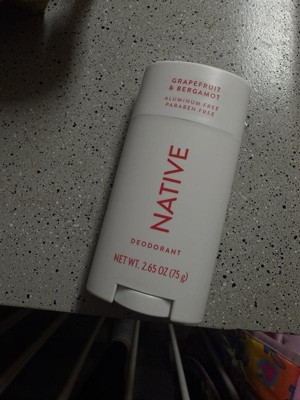 GRAPEFRUIT
& BERGAMOT
ALUMINUM FREE
PARABEN FREE
NATIVE
DEODORANT
NET WT. 2.65 OZ (75 g)